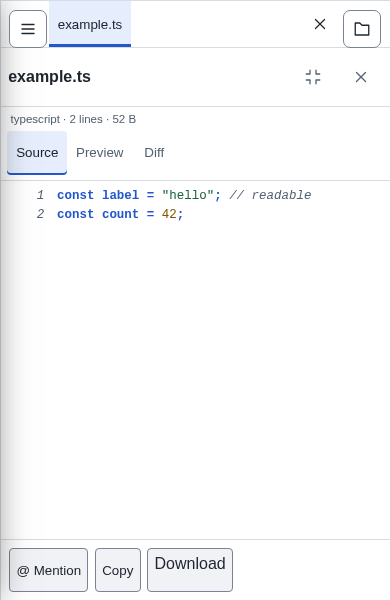 example.ts
example.ts
typescript · 2 lines · 52 B
Source Preview Diff
1 const label = "hello"; // readable
2 const count = 42;
@ Mention Copy Download